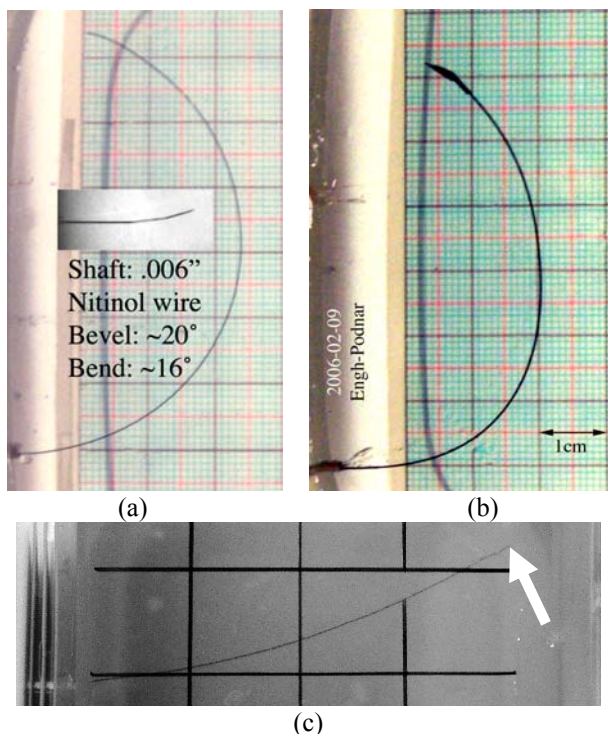 Shaft: .006”
Nitinol wire
Bevel: ~20°
Bend: ~16°
(a)
2006-02-09
Engh-Podnar
1cm
(b)
(c)